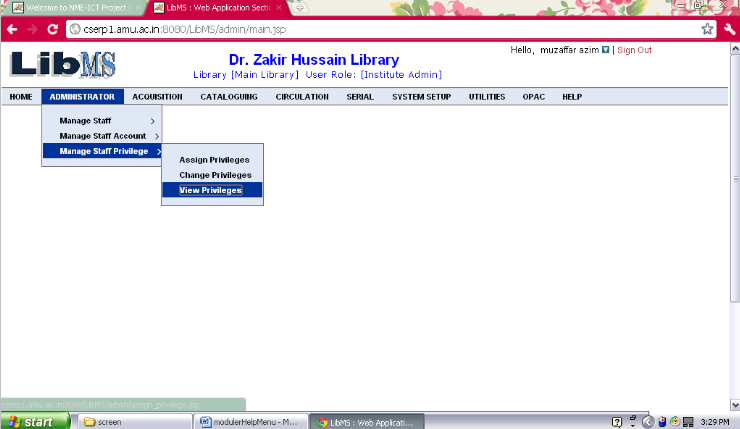 Welcome to NME-ICT Project
LibMS : Web Application Secti
cserp1.amu.ac.in:8080/LibMS/admin/main.jsp
Hello, muzaffar azim | Sign Out
LibMS
Dr. Zakir Hussain Library
Library [Main Library] User Role: [Institute Admin]
HOME ADMINISTRATOR ACQUISITION CATALOGUING CIRCULATION SERIAL SYSTEM SETUP UTILITIES OPAC HELP
Manage Staff >
Manage Staff Account >
Manage Staff Privilege >
Assign Privileges
Change Privileges
View Privileges
cserp1.amu.ac.in:8080/LibMS/admin/assign_privilege.jsp
start screen modulerHelpMenu - M... LibMS : Web Applicati... 3:29 PM